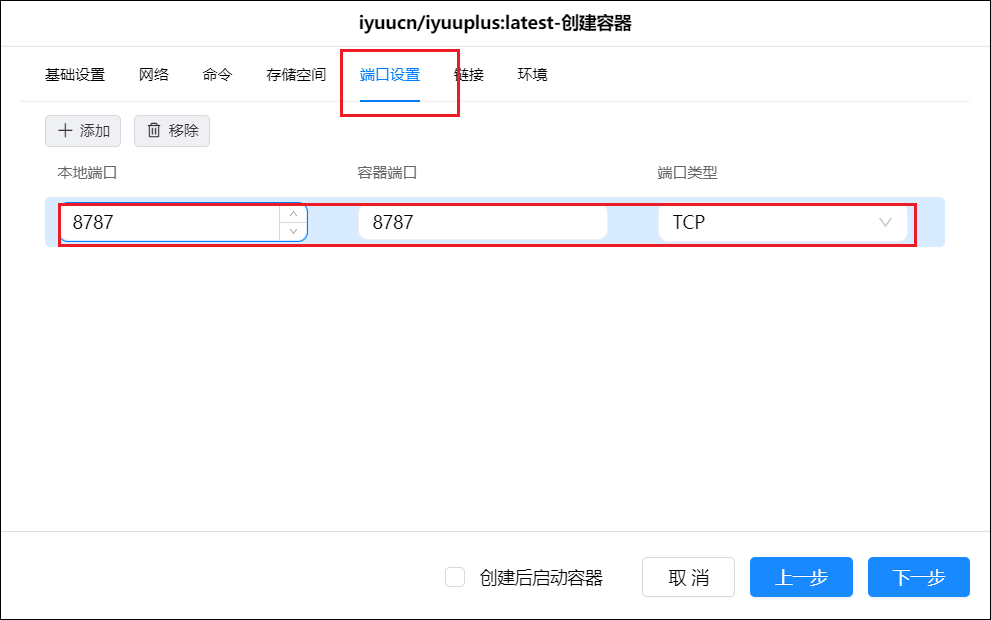 iyuucn/iyuuplus:latest-创建容器
基础设置 网络 命令 存储空间 端口设置 链接 环境
添加 移除
本地端口 容器端口 端口类型
8787 8787 TCP
创建后启动容器 取 消 上一步 下一步